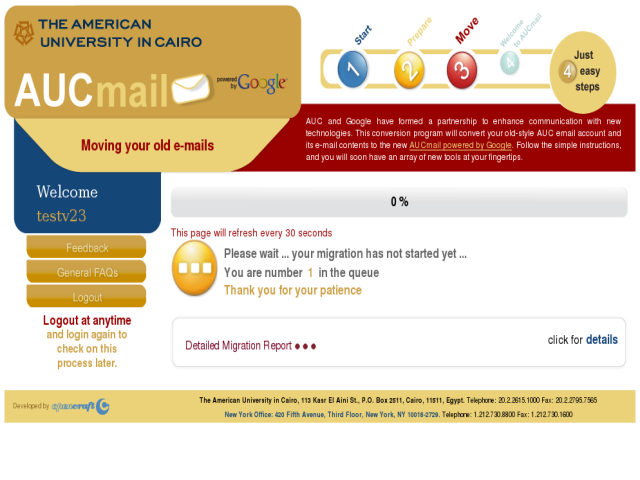 THE AMERICAN
UNIVERSITY IN CAIRO
AUCmail
powered by Google
Start
Prepare
Move
Welcome
to AUCmail
1
2
3
4
Just
4 easy
steps
Moving your old e-mails
AUC and Google have formed a partnership to enhance communication with new
technologies. This conversion program will convert your old-style AUC email account and
its e-mail contents to the new AUCmail powered by Google. Follow the simple instructions,
and you will soon have an array of new tools at your fingertips.
Welcome
testv23
Feedback
General FAQs
Logout
Logout at anytime
and login again to
check on this
process later.
0 %
This page will refresh every 30 seconds
Please wait ... your migration has not started yet ...
You are number 1 in the queue
Thank you for your patience
Detailed Migration Report
click for details
Developed by
The American University in Cairo, 113 Kasr El Aini St., P.O. Box 2511, Cairo, 11511, Egypt. Telephone: 20.2.2615.1000 Fax: 20.2.2795.7565
New York Office: 420 Fifth Avenue, Third Floor, New York, NY 10018-2729. Telephone: 1.212.730.8800 Fax: 1.212.730.1600